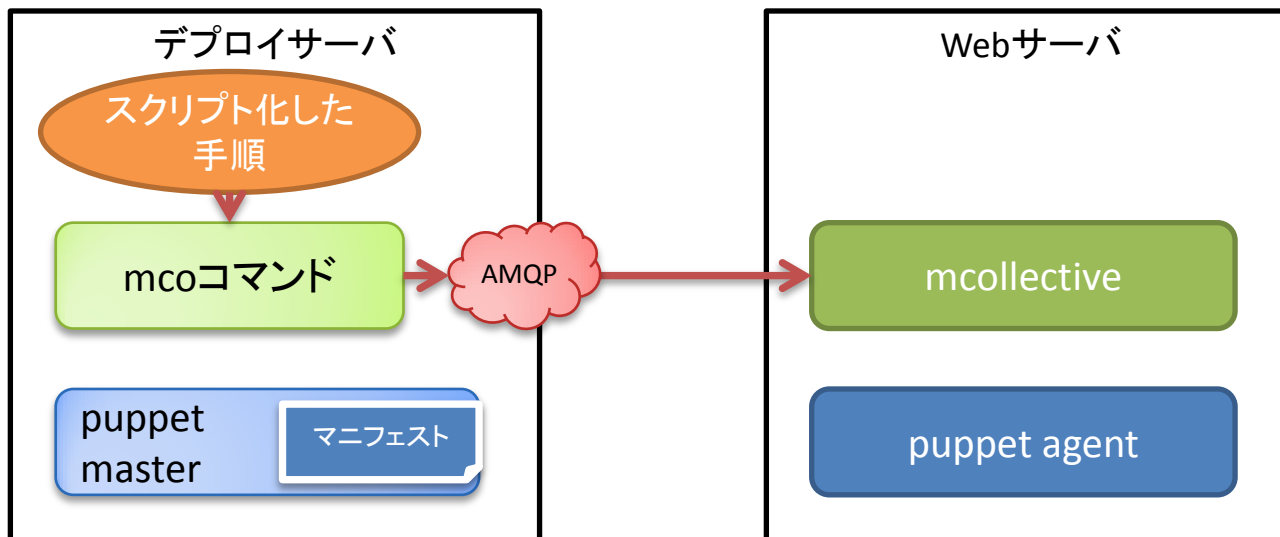 デプロイサーバ
スクリプト化した
手順
mcoコマンド
AMQP
puppet
master
マニフェスト
Webサーバ
mcollective
puppet agent